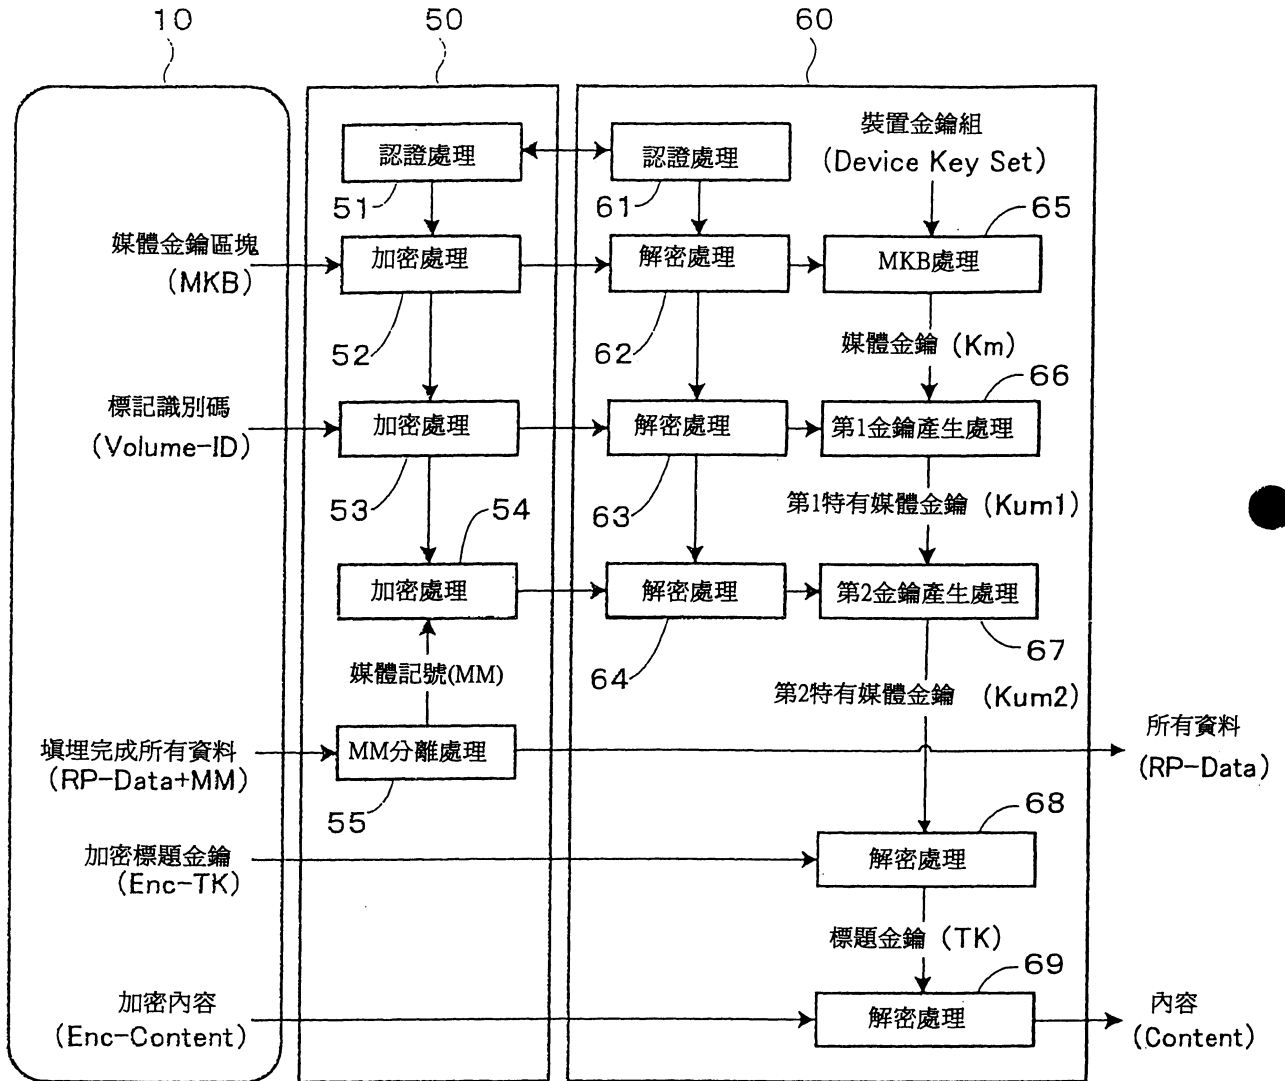 10
50
60
認證處理
51
認證處理
61
裝置金鑰組
(Device Key Set)
媒體金鑰區塊
(MKB)
加密處理
52
解密處理
62
MKB處理
65
媒體金鑰 (Km)
標記識別碼
(Volume-ID)
加密處理
53
解密處理
63
第1金鑰產生處理
66
第1特有媒體金鑰 (Kum1)
加密處理
54
解密處理
64
第2金鑰產生處理
67
媒體記號(MM)
第2特有媒體金鑰 (Kum2)
填埋完成所有資料
(RP-Data+MM)
MM分離處理
55
所有資料
(RP-Data)
加密標題金鑰
(Enc-TK)
解密處理
68
標題金鑰 (TK)
加密內容
(Enc-Content)
解密處理
69
內容
(Content)